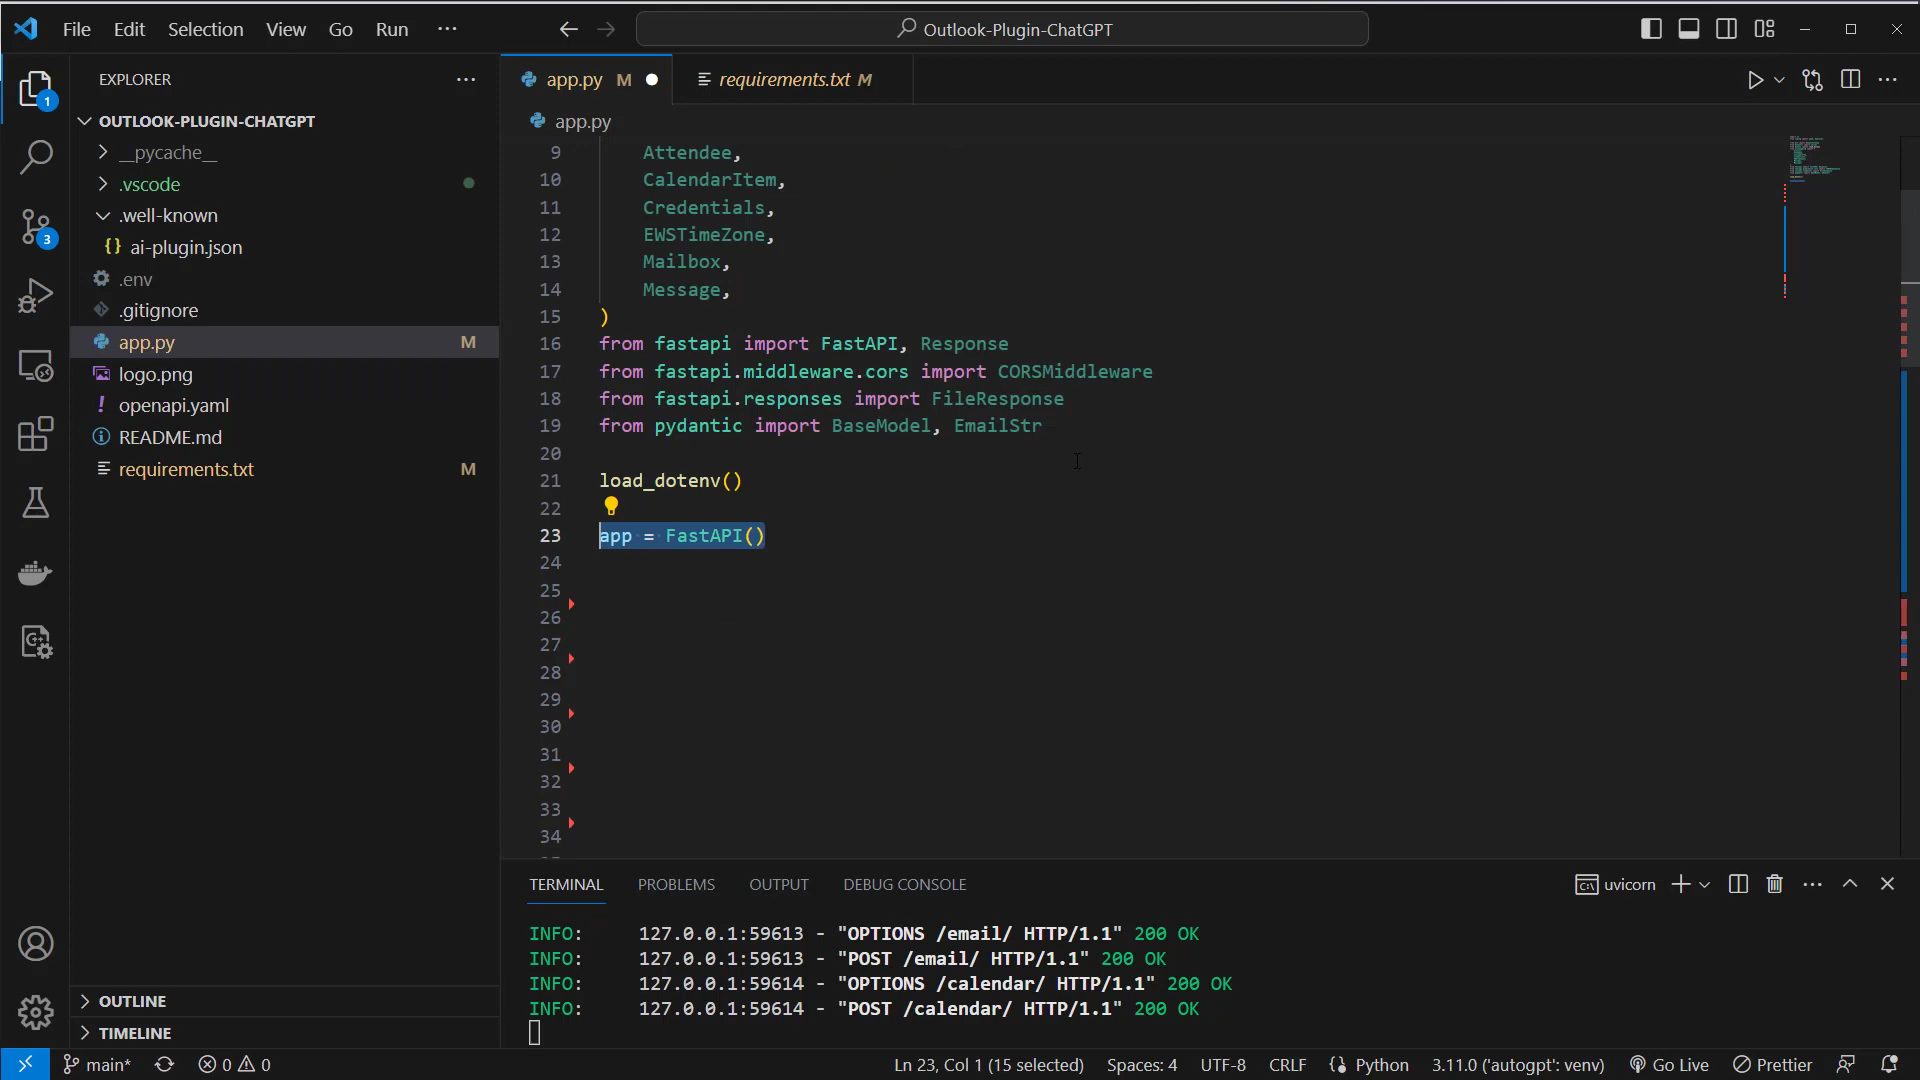 File Edit Selection View Go Run ···
Outlook-Plugin-ChatGPT
EXPLORER
OUTLOOK-PLUGIN-CHATGPT
__pycache__
.vscode
.well-known
{} ai-plugin.json
.env
.gitignore
app.py M
logo.png
! openapi.yaml
README.md
requirements.txt M
OUTLINE
TIMELINE
1
3
app.py M
requirements.txt M
app.py
9 Attendee,
10 CalendarItem,
11 Credentials,
12 EWSTimeZone,
13 Mailbox,
14 Message,
15 )
16 from fastapi import FastAPI, Response
17 from fastapi.middleware.cors import CORSMiddleware
18 from fastapi.responses import FileResponse
19 from pydantic import BaseModel, EmailStr
20
21 load_dotenv()
22
23 app = FastAPI()
24
25
26
27
28
29
30
31
32
33
34
TERMINAL PROBLEMS OUTPUT DEBUG CONSOLE
uvicorn
INFO: 127.0.0.1:59613 - "OPTIONS /email/ HTTP/1.1" 200 OK
INFO: 127.0.0.1:59613 - "POST /email/ HTTP/1.1" 200 OK
INFO: 127.0.0.1:59614 - "OPTIONS /calendar/ HTTP/1.1" 200 OK
INFO: 127.0.0.1:59614 - "POST /calendar/ HTTP/1.1" 200 OK
main* 0 0 Ln 23, Col 1 (15 selected) Spaces: 4 UTF-8 CRLF {} Python 3.11.0 ('autogpt': venv) Go Live Prettier